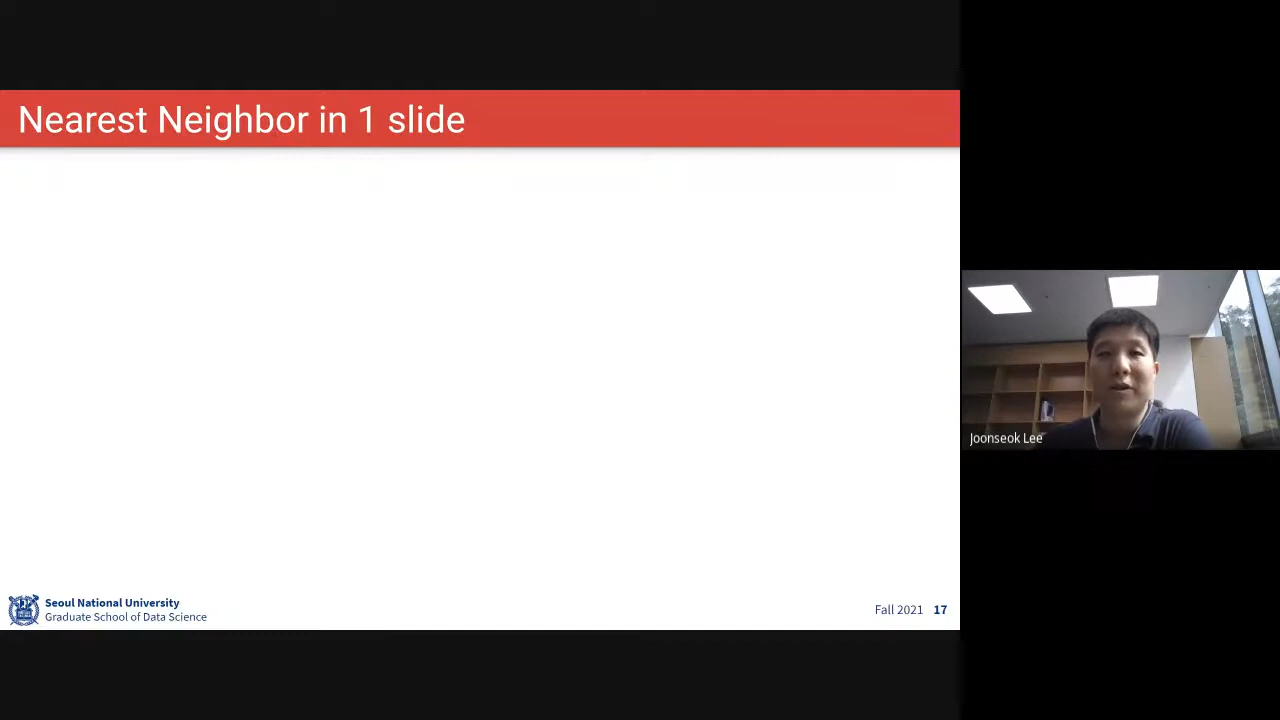 Nearest Neighbor in 1 slide
Joonseok Lee
Seoul National University
Graduate School of Data Science
Fall 2021 17